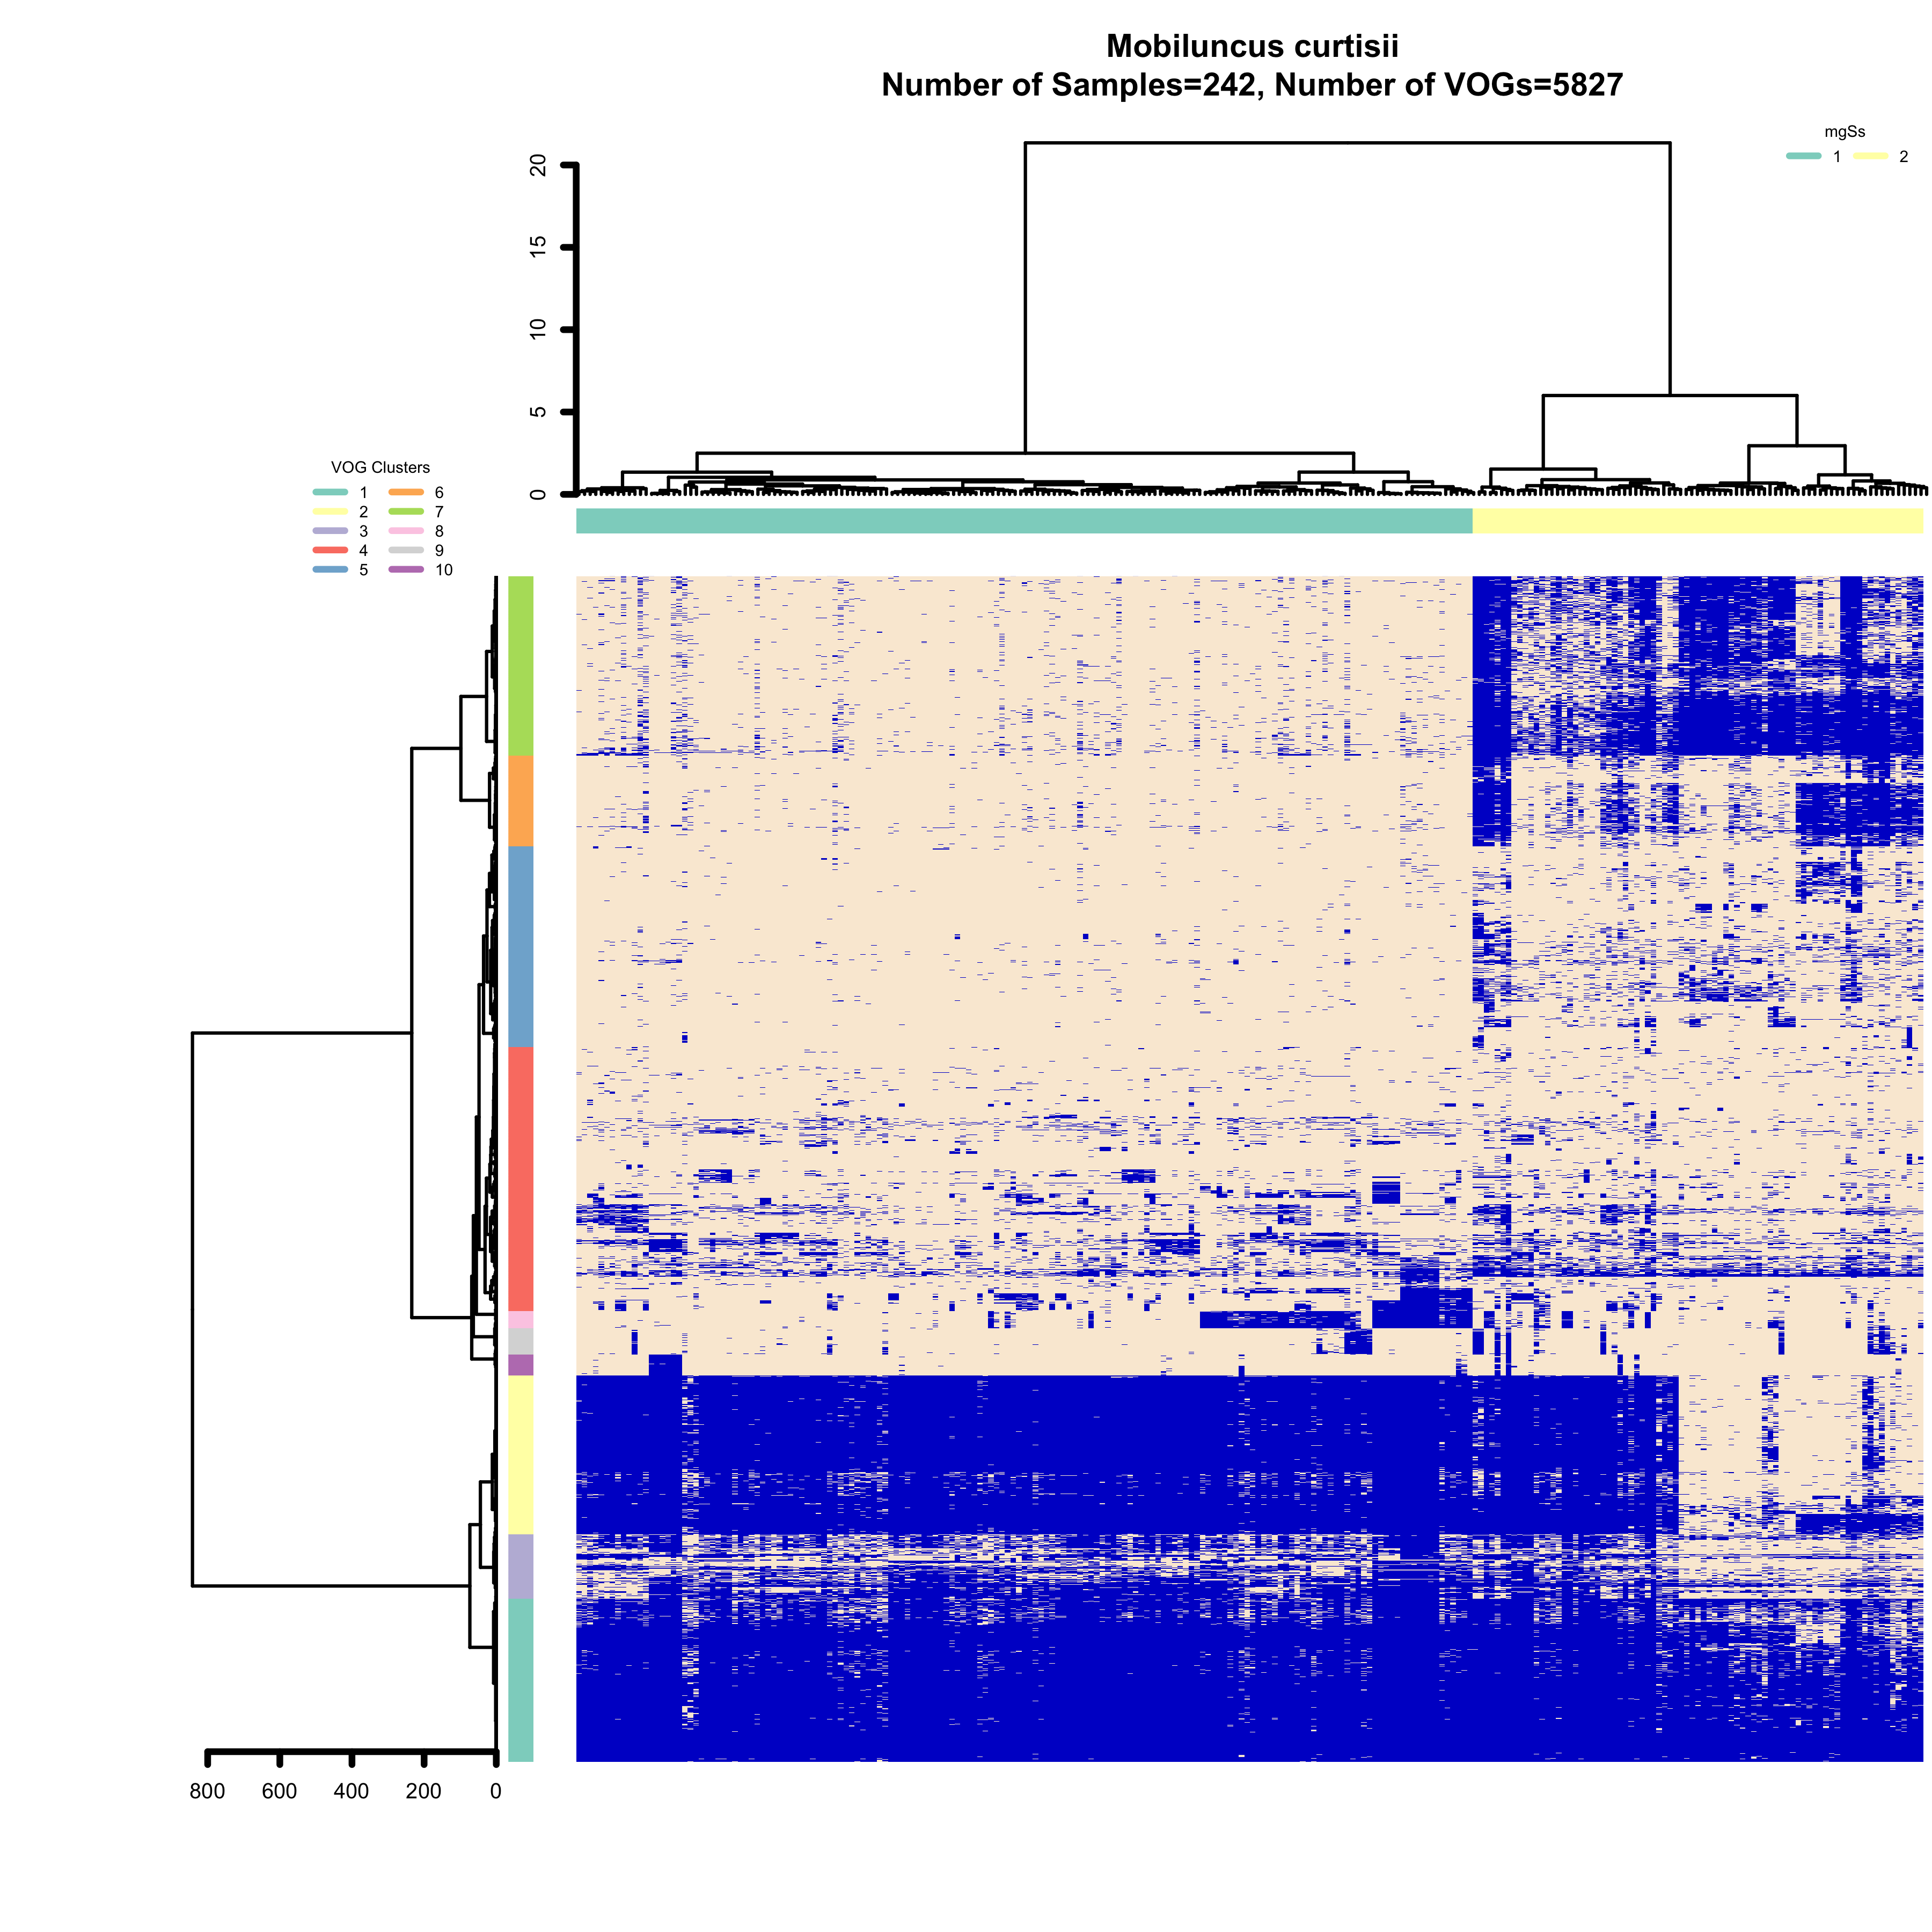 Mobiluncus curtisii
Number of Samples=242, Number of VOGs=5827
mgSs
1 2
20
15
10
5
0
VOG Clusters
1 6
2 7
3 8
4 9
5 10
800 600 400 200 0